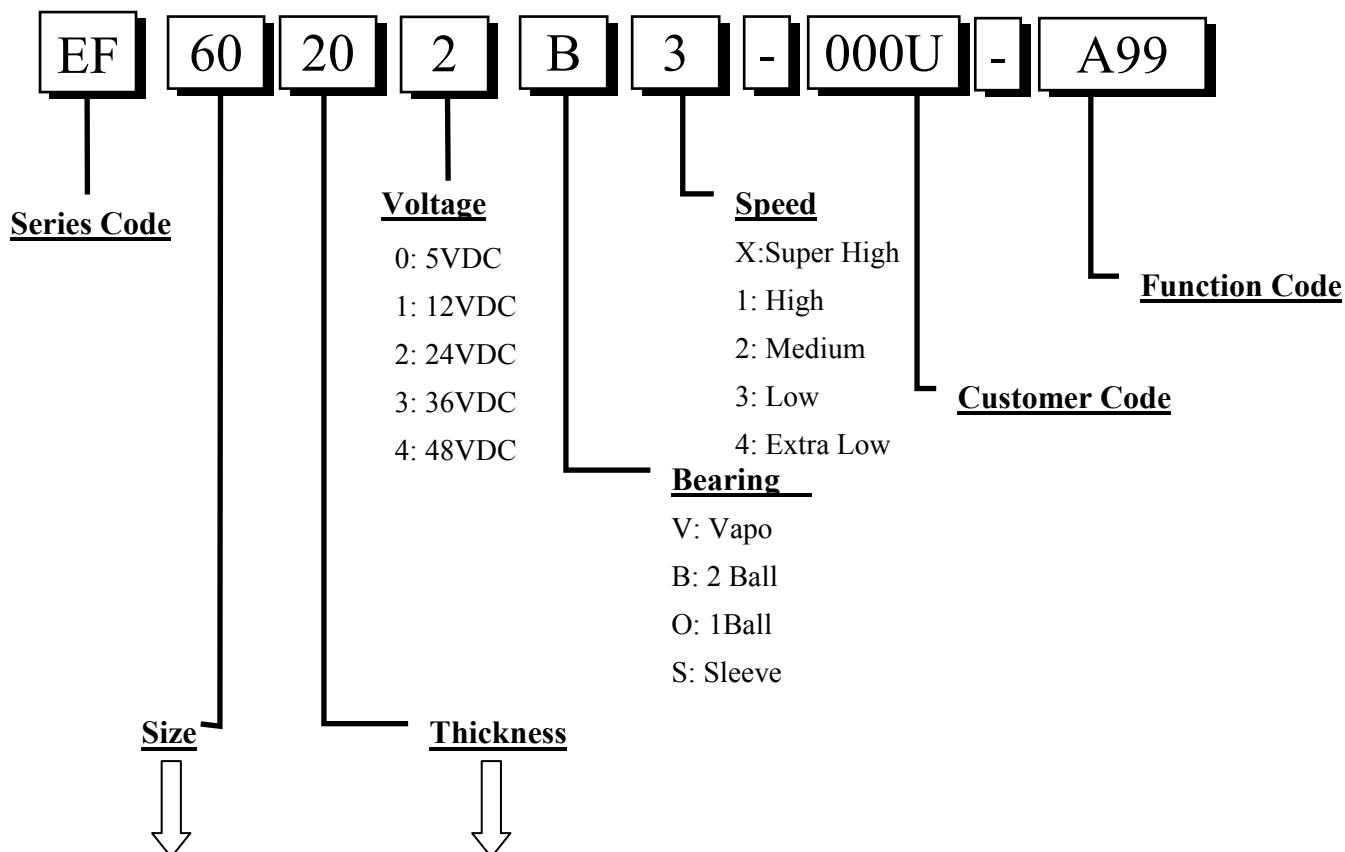 EF 60 20 2 B 3 - 000U - A99
Series Code
Voltage
0: 5VDC
1: 12VDC
2: 24VDC
3: 36VDC
4: 48VDC
Speed
X:Super High
1: High
2: Medium
3: Low
4: Extra Low
Function Code
Customer Code
Bearing
V: Vapo
B: 2 Ball
O: 1Ball
S: Sleeve
Size
Thickness